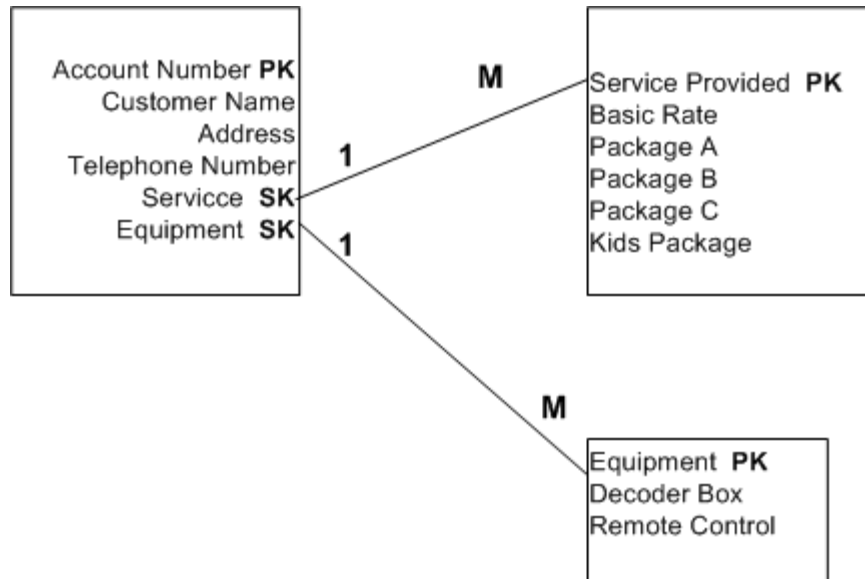 Account Number PK
Customer Name
Address
Telephone Number
Servicce SK
Equipment SK
1
M
1
M
Service Provided PK
Basic Rate
Package A
Package B
Package C
Kids Package
Equipment PK
Decoder Box
Remote Control